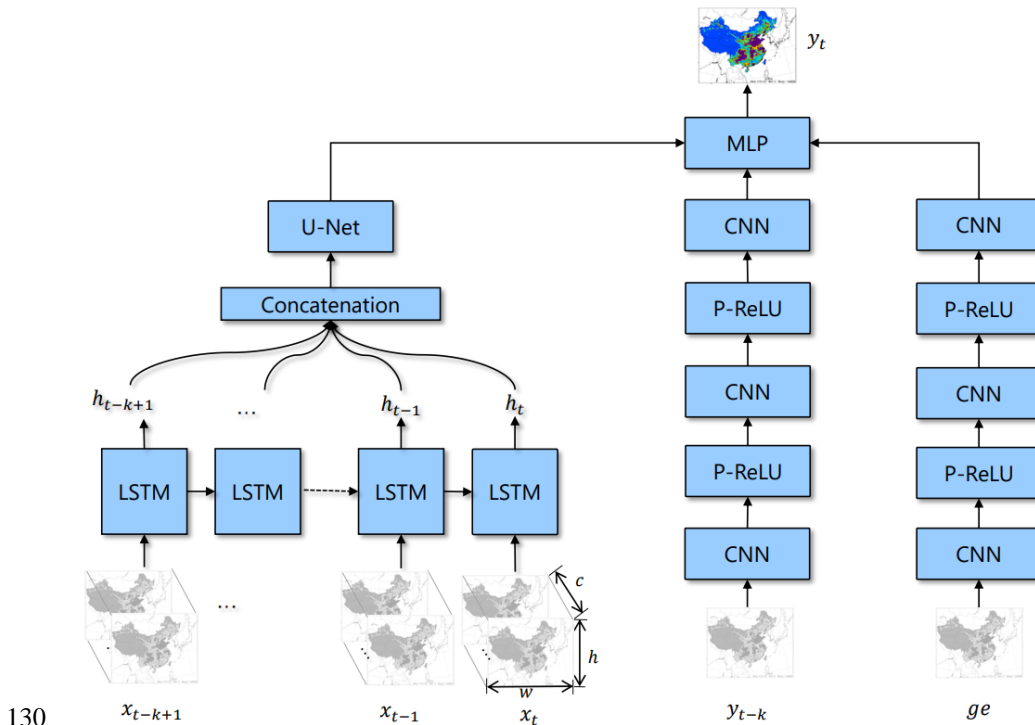 y_t
MLP
U-Net
CNN
CNN
Concatenation
P-ReLU
P-ReLU
h_{t-k+1}
...
h_{t-1}
h_t
CNN
CNN
LSTM
LSTM
LSTM
LSTM
P-ReLU
P-ReLU
CNN
CNN
...
c
h
w
130
x_{t-k+1}
x_{t-1}
x_t
y_{t-k}
ge